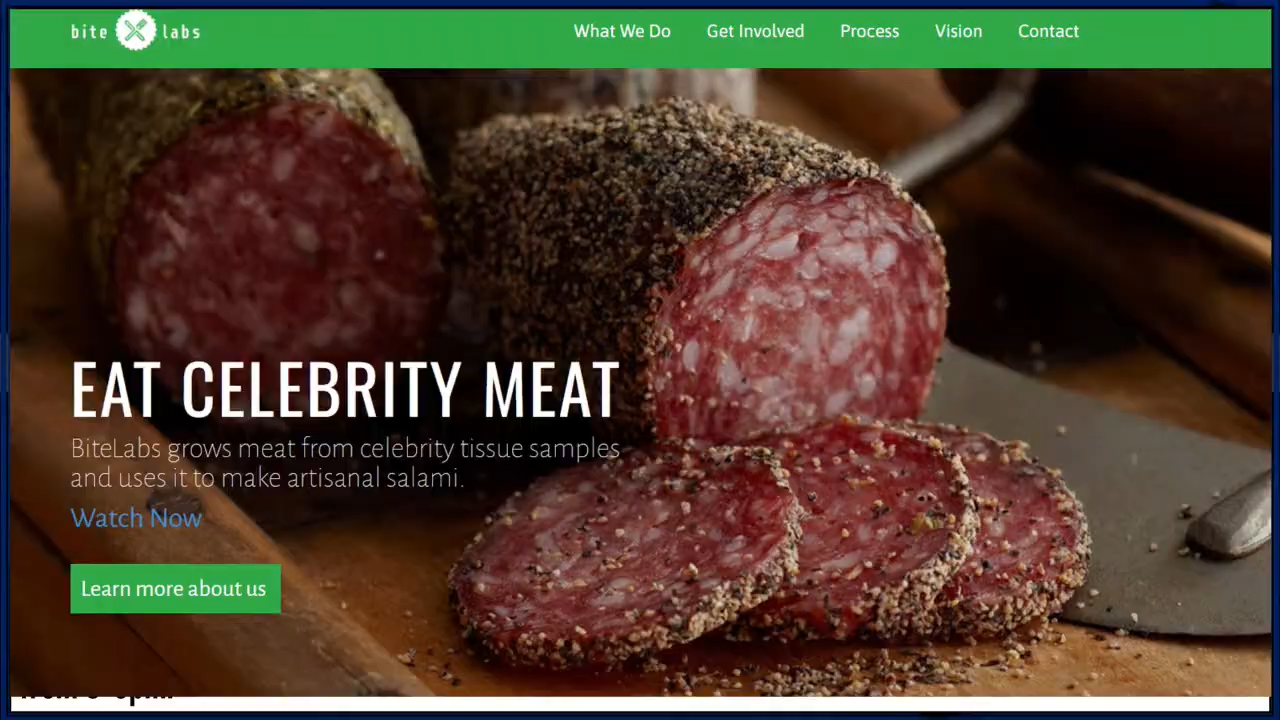 bite labs
What We Do Get Involved Process Vision Contact
EAT CELEBRITY MEAT
BiteLabs grows meat from celebrity tissue samples
and uses it to make artisanal salami.
Watch Now
Learn more about us